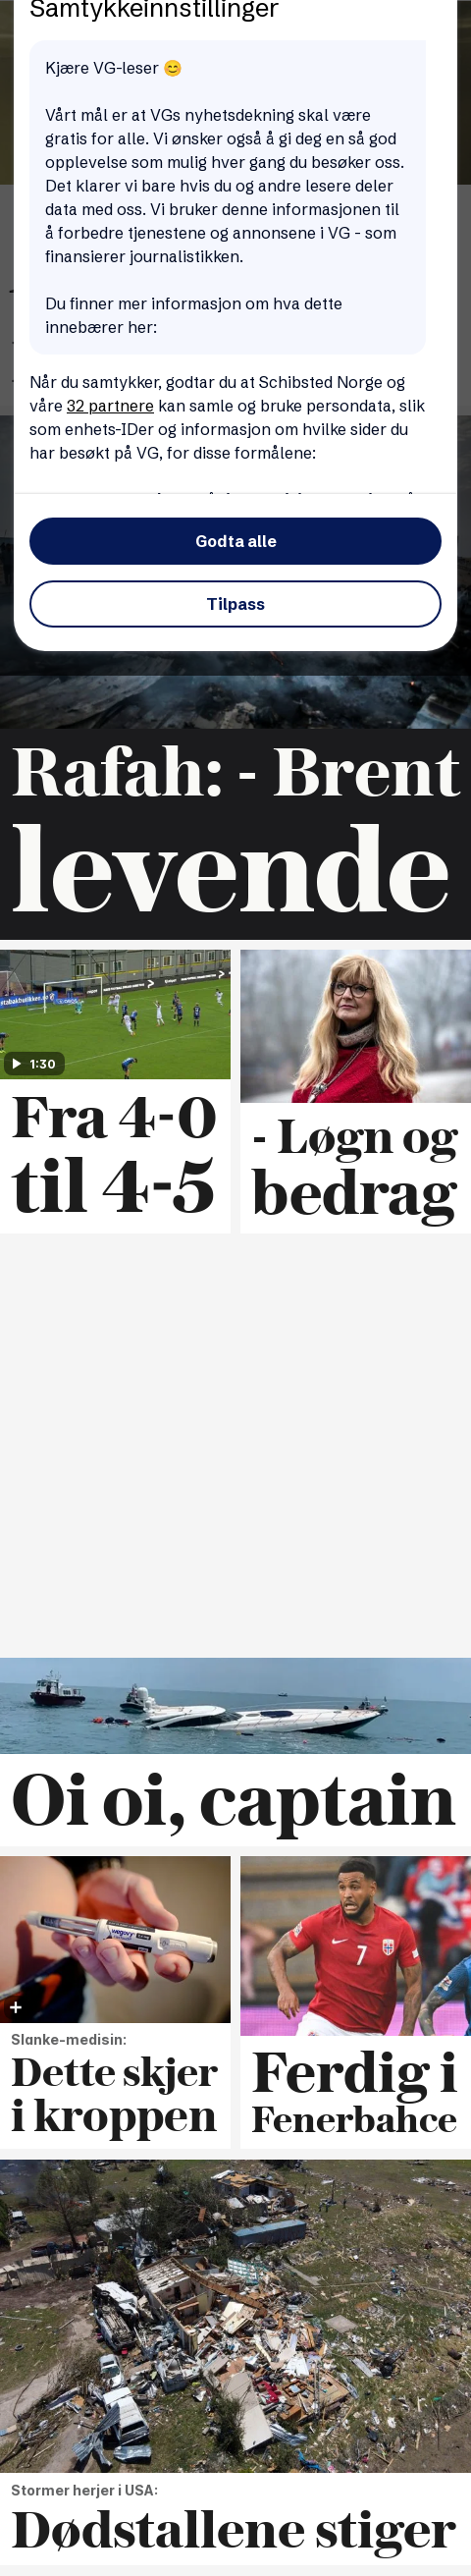 Samtykkeinnstillinger
Kjære VG-leser 😊
Vårt mål er at VGs nyhetsdekning skal være
gratis for alle. Vi ønsker også å gi deg en så god
opplevelse som mulig hver gang du besøker oss.
Det klarer vi bare hvis du og andre lesere deler
data med oss. Vi bruker denne informasjonen til
å forbedre tjenestene og annonsene i VG - som
finansierer journalistikken.
Du finner mer informasjon om hva dette
innebærer her:
Når du samtykker, godtar du at Schibsted Norge og
våre 32 partnere kan samle og bruke persondata, slik
som enhets-IDer og informasjon om hvilke sider du
har besøkt på VG, for disse formålene:
Godta alle
Tilpass
Rafah: - Brent
levende
1:30
Fra 4-0
til 4-5
- Løgn og
bedrag
Oi oi, captain
Slanke-medisin:
Dette skjer
i kroppen
7
Ferdig i
Fenerbahce
Stormer herjer i USA:
Dødstallene stiger